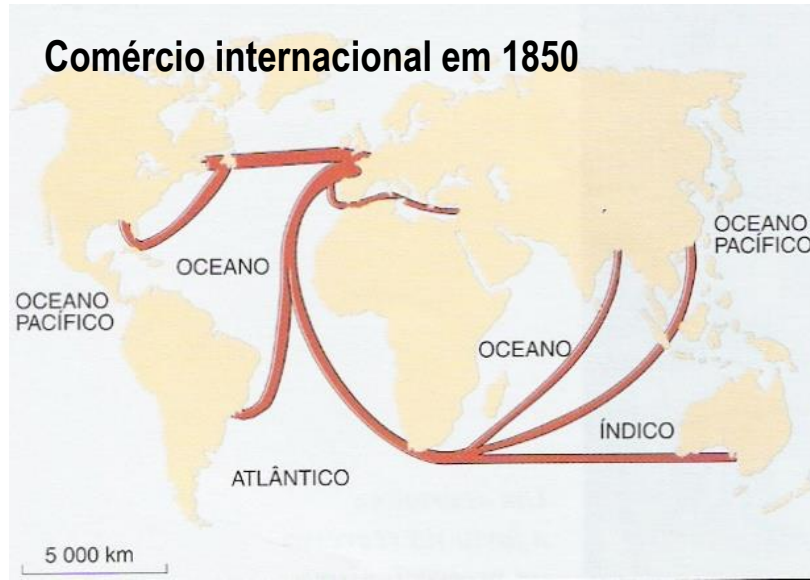 Comércio internacional em 1850
OCEANO
PACÍFICO
OCEANO
OCEANO
PACÍFICO
OCEANO
ÍNDICO
ATLÂNTICO
5 000 km